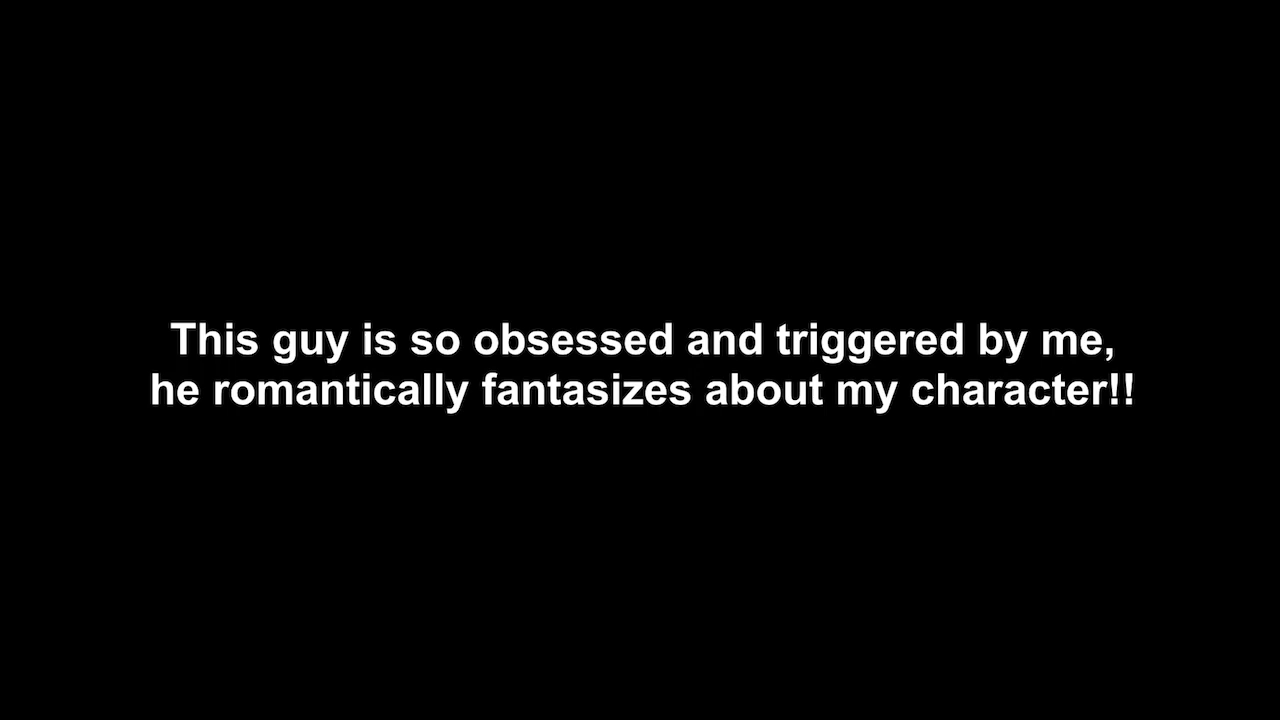 This guy is so obsessed and triggered by me,
he romantically fantasizes about my character!!